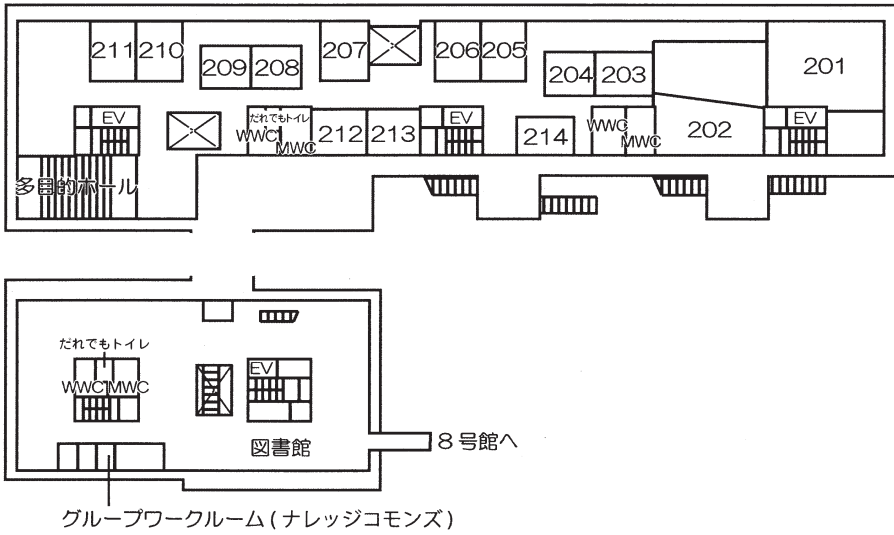 211
210
209
208
207
206
205
204
203
201
EV
だれでもトイレ
WWC
MWC
212
213
EV
214
WWC
MWC
202
EV
多目的ホール
だれでもトイレ
WWC
MWC
EV
図書館
8号館へ
グループワークルーム(ナレッジコモンズ)